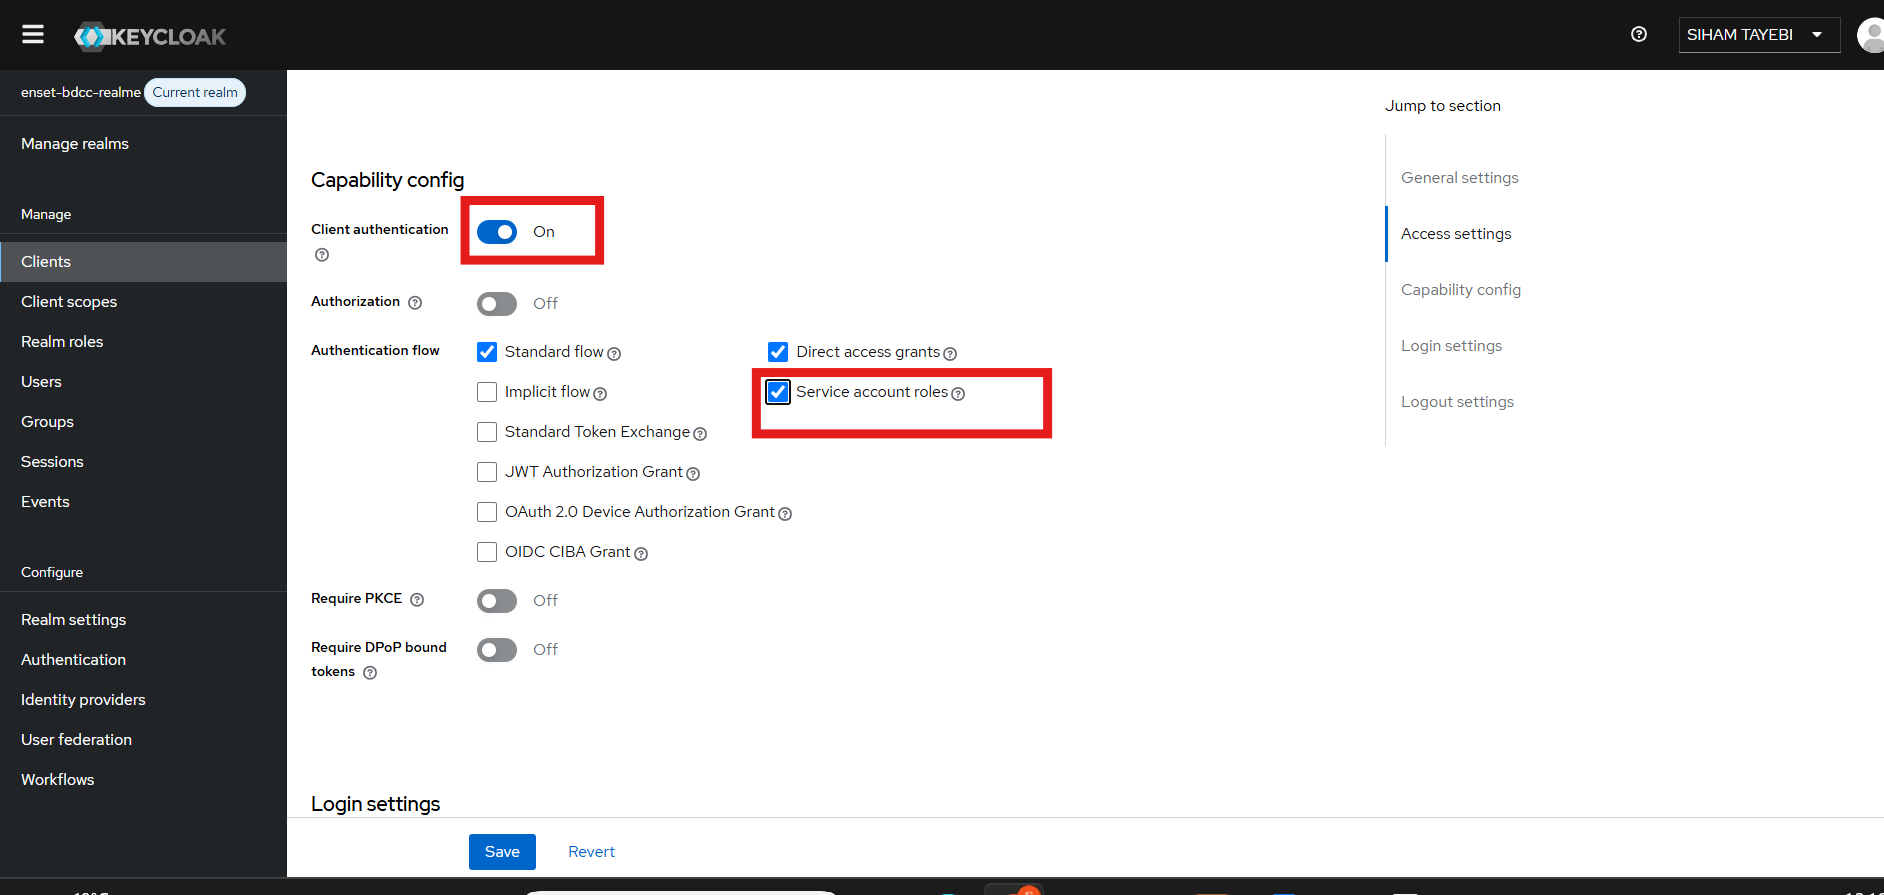 KEYCLOAK
SIHAM TAYEBI
enset-bdcc-realme Current realm
Manage realms
Manage
Clients
Client scopes
Realm roles
Users
Groups
Sessions
Events
Configure
Realm settings
Authentication
Identity providers
User federation
Workflows
Capability config
Client authentication
On
Authorization
Off
Authentication flow
Standard flow
Direct access grants
Implicit flow
Service account roles
Standard Token Exchange
JWT Authorization Grant
OAuth 2.0 Device Authorization Grant
OIDC CIBA Grant
Require PKCE
Off
Require DPoP bound
tokens
Off
Login settings
Save
Revert
Jump to section
General settings
Access settings
Capability config
Login settings
Logout settings